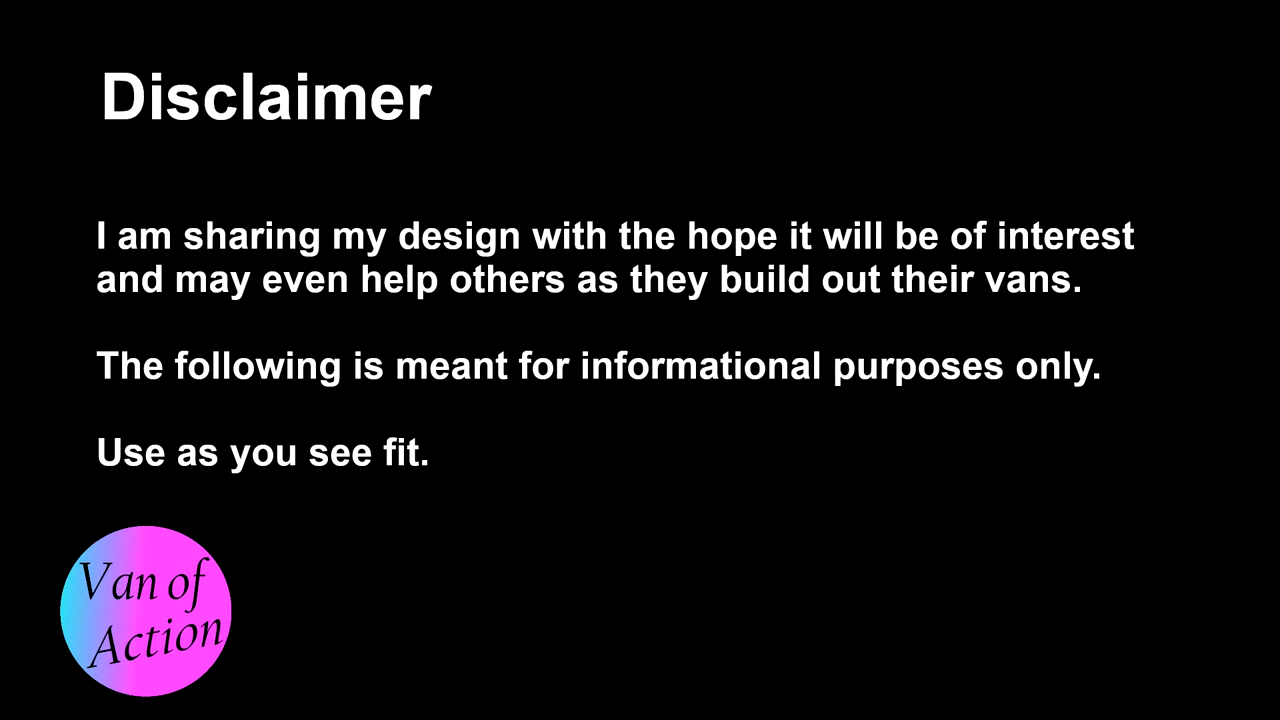 Disclaimer
I am sharing my design with the hope it will be of interest
and may even help others as they build out their vans.
The following is meant for informational purposes only.
Use as you see fit.
Van of
Action